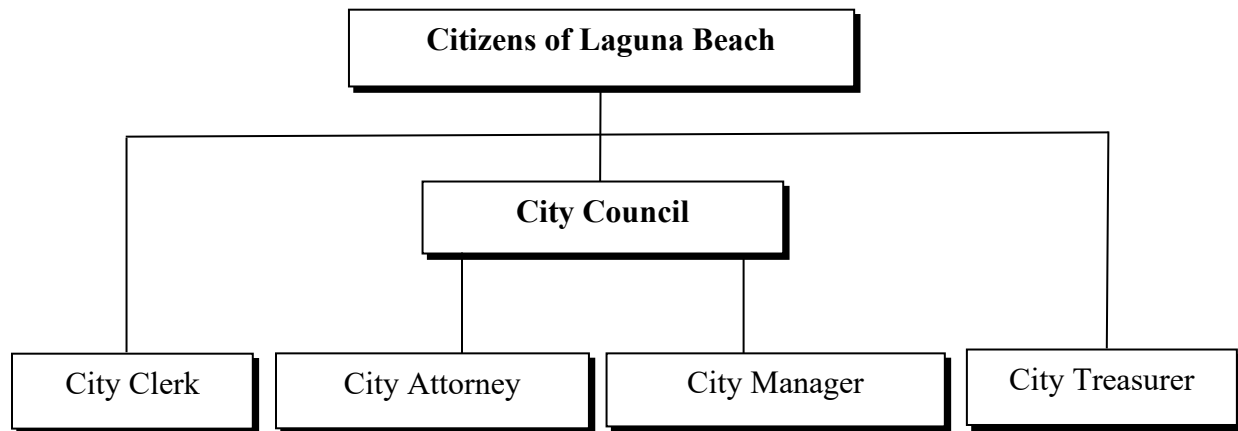 Citizens of Laguna Beach
City Council
City Clerk
City Attorney
City Manager
City Treasurer